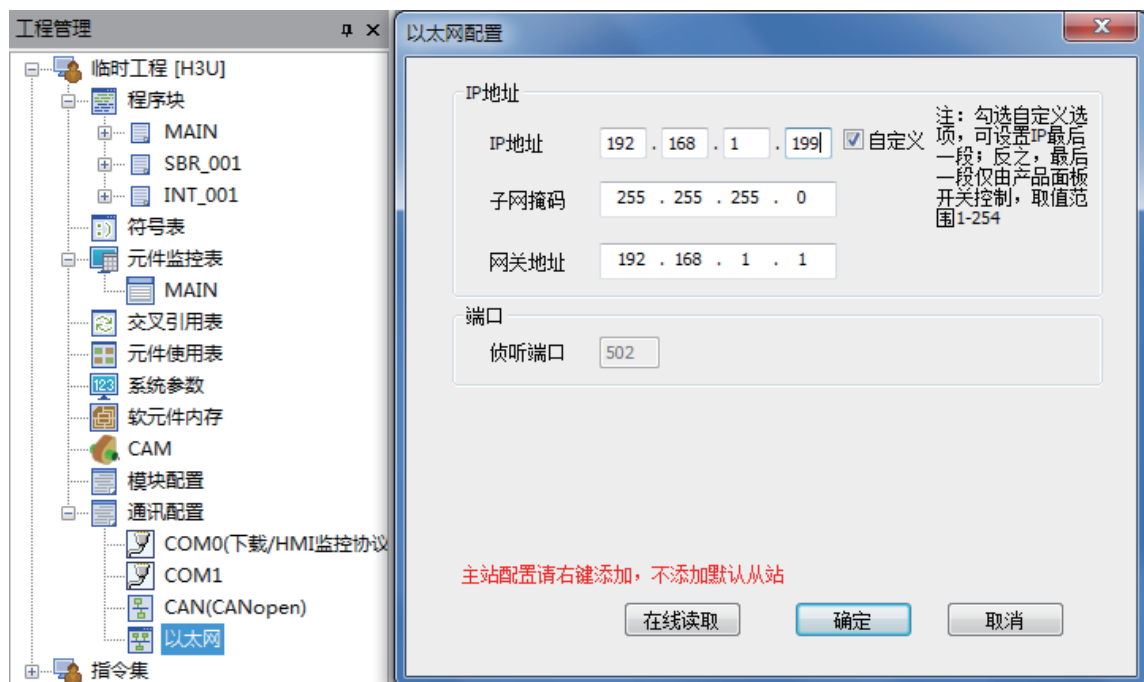 工程管理
临时工程 [H3U]
程序块
MAIN
SBR_001
INT_001
符号表
元件监控表
MAIN
交叉引用表
元件使用表
系统参数
软元件内存
CAM
模块配置
通讯配置
COM0(下载/HMI监控协议
COM1
CAN(CANopen)
以太网
指令集
以太网配置
IP地址
IP地址 192 . 168 . 1 . 199 自定义
注：勾选自定义选
项，可设置IP最后
一段；反之，最后
一段仅由产品面板
开关控制，取值范
围1-254
子网掩码 255 . 255 . 255 . 0
网关地址 192 . 168 . 1 . 1
端口
侦听端口 502
主站配置请右键添加，不添加默认从站
在线读取 确定 取消